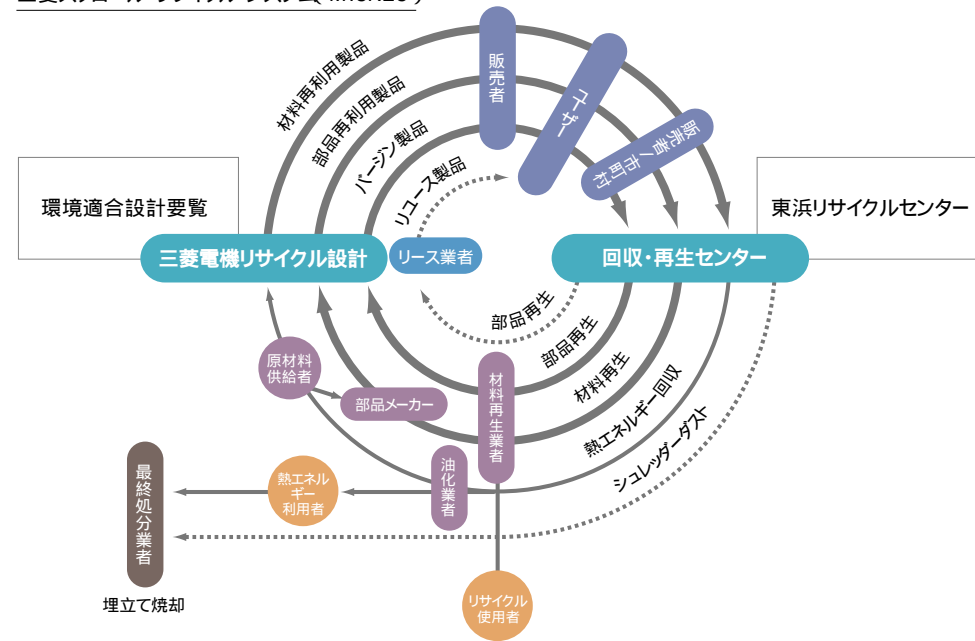 材料再利用製品
部品再利用製品
バージン製品
リユース製品
販売者
ユーザー
販売者/市町村
環境適合設計要覧
東浜リサイクルセンター
三菱電機リサイクル設計
リース業者
回収・再生センター
部品再生
部品再生
材料再生
熱エネルギー回収
シュレッダーダスト
原材料
供給者
部品メーカー
材料再生業者
油化業者
熱エネル
ギー
利用者
最終処分業者
埋立て焼却
リサイクル
使用者